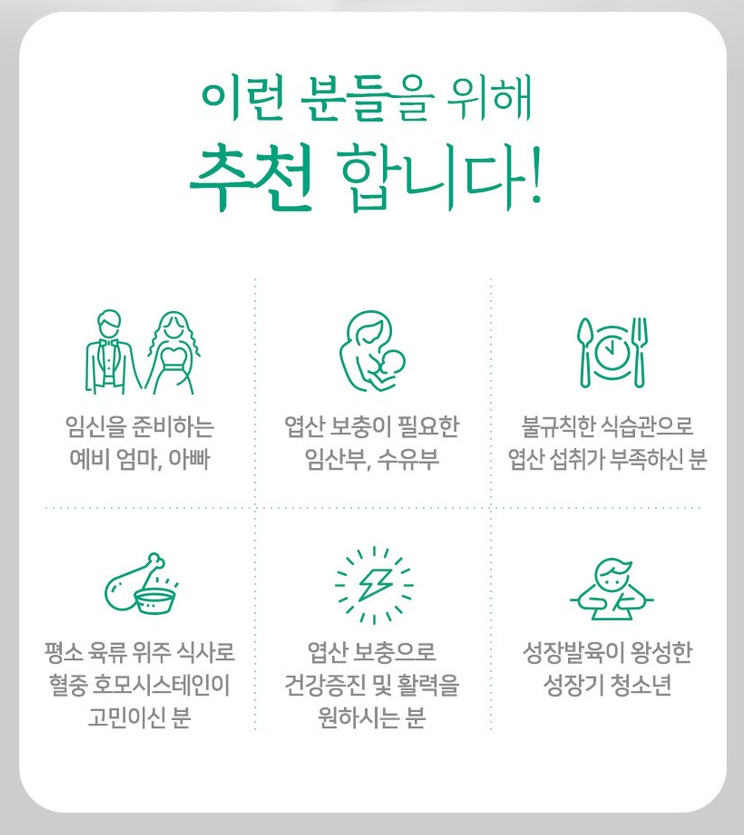 이런 분들을 위해
추천 합니다!
임신을 준비하는
예비 엄마, 아빠
엽산 보충이 필요한
임산부, 수유부
불규칙한 식습관으로
엽산 섭취가 부족하신 분
평소 육류 위주 식사로
혈중 호모시스테인이
고민이신 분
엽산 보충으로
건강증진 및 활력을
원하시는 분
성장발육이 왕성한
성장기 청소년